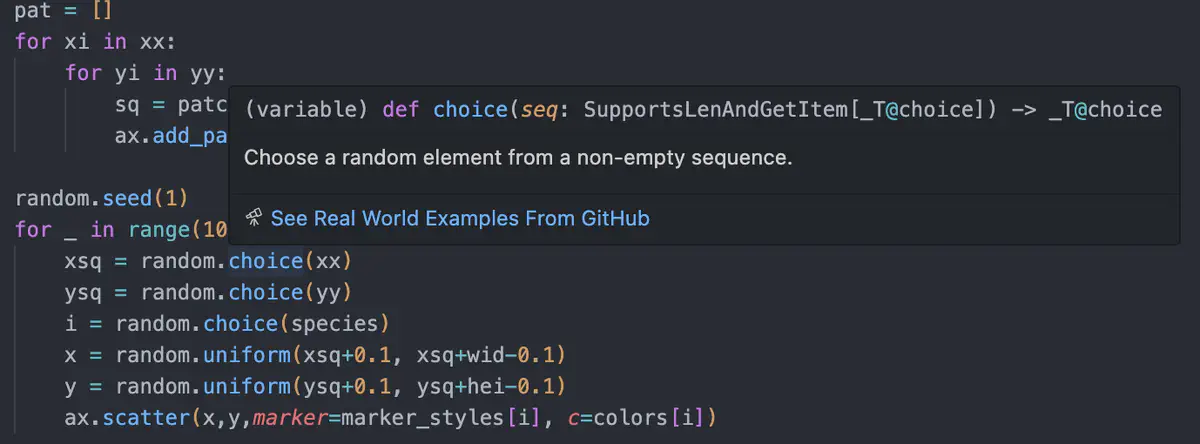 pat = []
for xi in xx:
for yi in yy:
sq = patc
ax.add_pa
(variable) def choice(seq: SupportsLenAndGetItem[_T@choice]) -> _T@choice
Choose a random element from a non-empty sequence.
See Real World Examples From GitHub
random.seed(1)
for _ in range(10
xsq = random.choice(xx)
ysq = random.choice(yy)
i = random.choice(species)
x = random.uniform(xsq+0.1, xsq+wid-0.1)
y = random.uniform(ysq+0.1, ysq+hei-0.1)
ax.scatter(x,y,marker=marker_styles[i], c=colors[i])